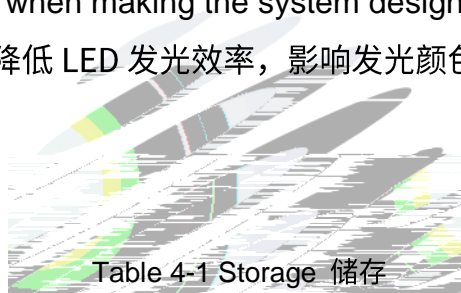 when making the system design
降低 LED 发光效率，影响发光颜色
Table 4-1 Storage 储存